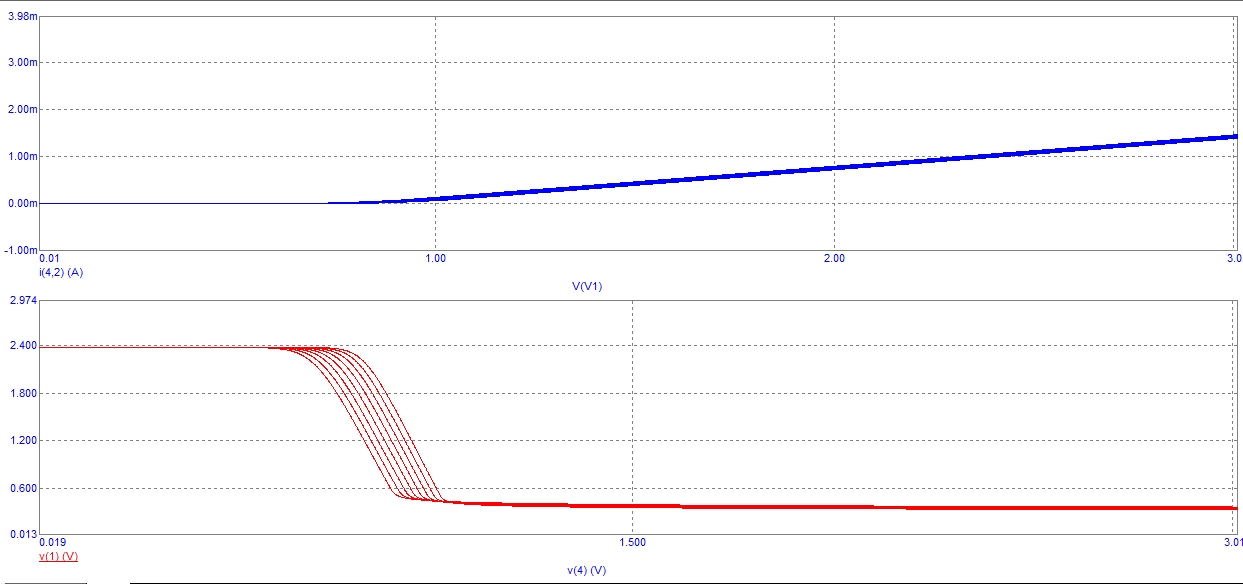 3.98m
3.00m
2.00m
1.00m
0.00m
-1.00m
0.01 1.00 2.00 3.0
i(4,2) (A)
V(V1)
2.974
2.400
1.800
1.200
0.600
0.013
0.019 1.500 3.01
v(1) (V)
v(4) (V)